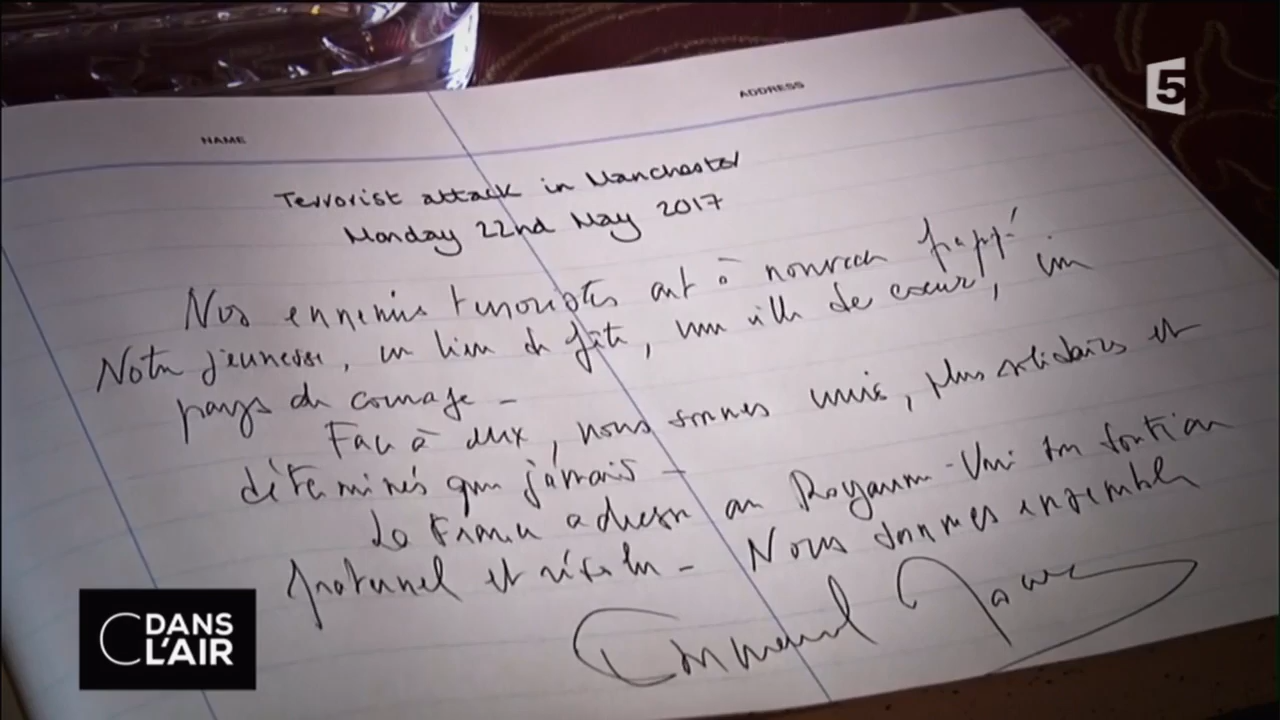 5
NAME
ADDRESS
Terrorist attack in Manchester
Monday 22nd May 2017
Nos ennemis terroristes ont à nouveau frappé
Notre jeunesse, un lieu de fête, une ville de coeur, un
pays de courage -
Face à eux, nous sommes unis, plus solidaires et
déterminés que jamais -
La France adresse au Royaume-Uni son soutien
fraternel et résolu - Nous sommes ensemble
Emmanuel Macron
C DANS
L'AIR